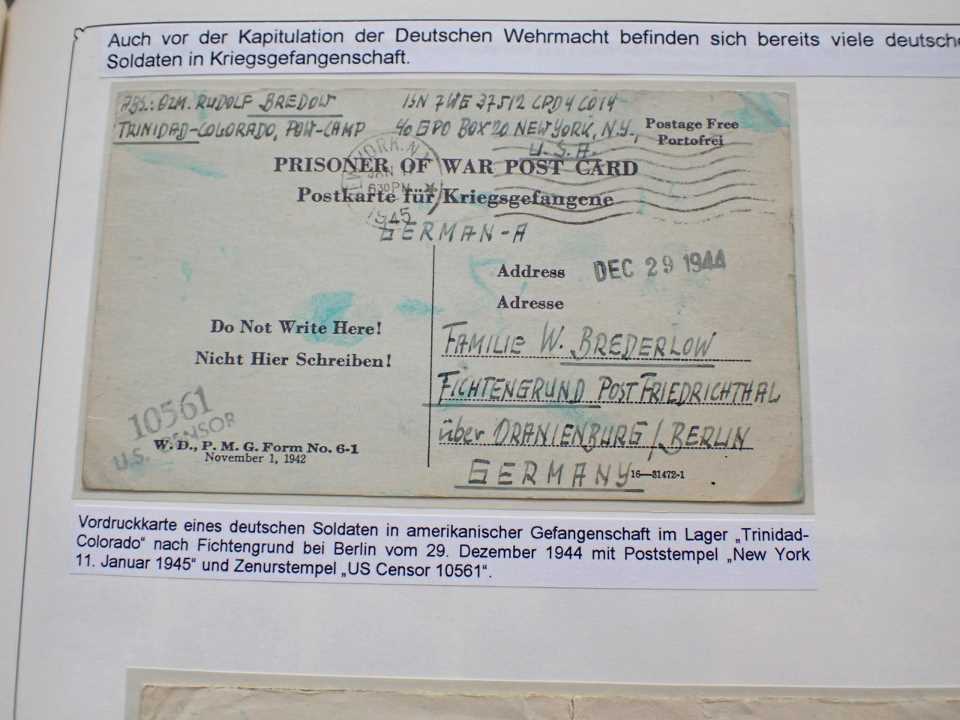 Auch vor der Kapitulation der Deutschen Wehrmacht befinden sich bereits viele deutsche
Soldaten in Kriegsgefangenschaft.
ABS.: OZM. RUDOLF BREDOW ISN 7WE 37512 CPD4 CO14
TRINIDAD-COLORADO, POW-CAMP GPO BOX 20 NEW YORK, N.Y., Postage Free
U.S.A. Portofrei
PRISONER OF WAR POST CARD
630PM
Postkarte für Kriegsgefangene
1945
GERMAN-A
Address DEC 29 1944
Adresse
Do Not Write Here!
Nicht Hier Schreiben!
FAMILIE W. BREDERLOW
FICHTENGRUND POST FRIEDRICHTHAL
über ORANIENBURG / BERLIN
GERMANY
10561
U.S. CENSOR
W. D., P. M. G. Form No. 6-1
November 1, 1942
16—31472-1
Vordruckkarte eines deutschen Soldaten in amerikanischer Gefangenschaft im Lager „Trinidad-
Colorado“ nach Fichtengrund bei Berlin vom 29. Dezember 1944 mit Poststempel „New York
11. Januar 1945“ und Zenurstempel „US Censor 10561“.